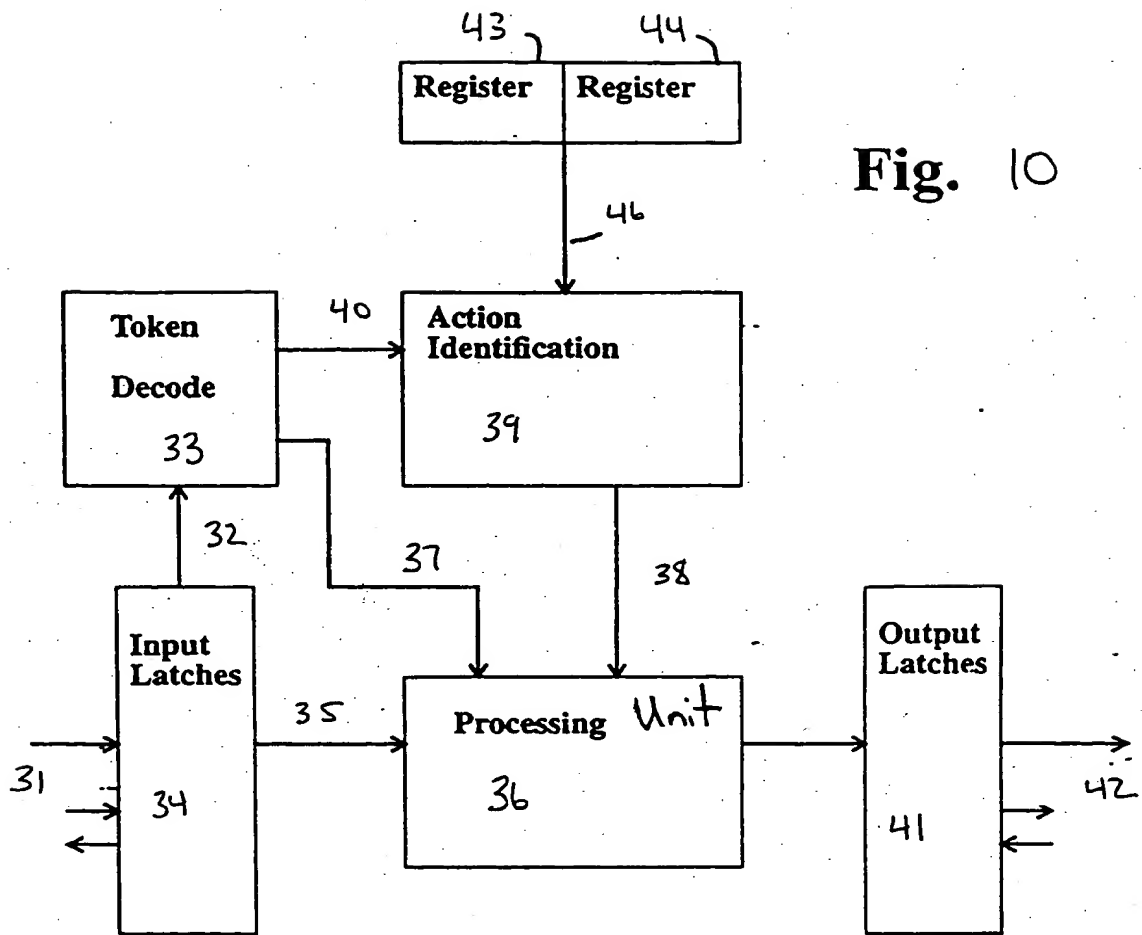 43 44
Register Register
Fig. 10
46
Token
Decode
33
40
Action
Identification
39
32
37
38
Input
Latches
34
31
35
Processing Unit
36
Output
Latches
41
42